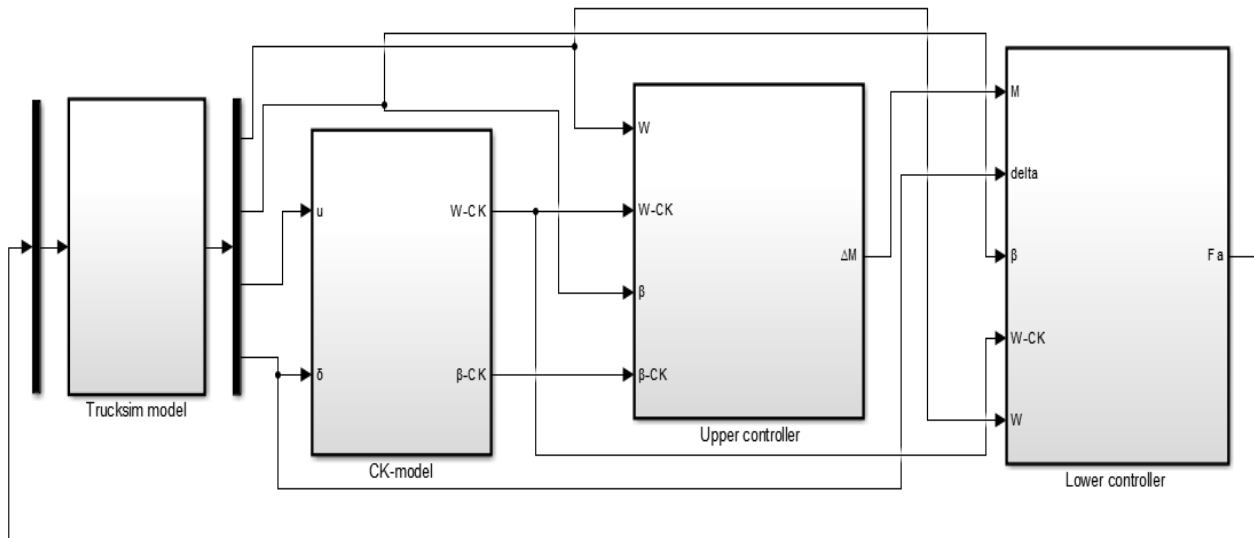 Trucksim model
u
δ
W-CK
β-CK
CK-model
W
W-CK
β
β-CK
ΔM
Upper controller
M
delta
β
W-CK
W
Fa
Lower controller